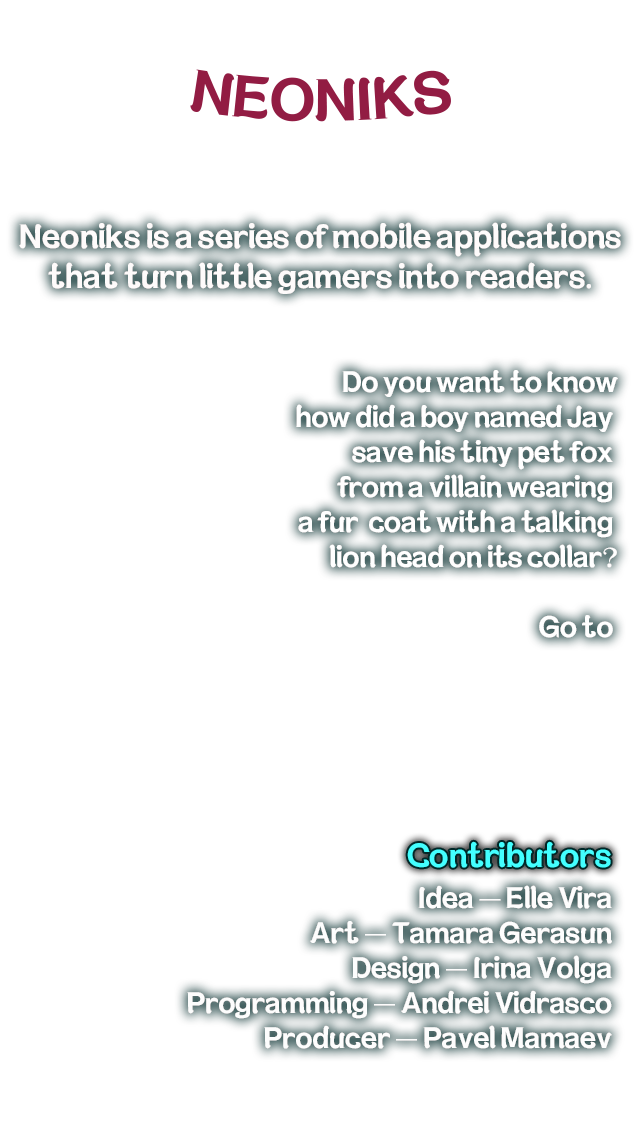 NEONIKS
Neoniks is a series of mobile applications
that turn little gamers into readers.
Do you want to know
how did a boy named Jay
save his tiny pet fox
from a villain wearing
a fur coat with a talking
lion head on its collar?
Go to
Contributors
Idea — Elle Vira
Art — Tamara Gerasun
Design — Irina Volga
Programming — Andrei Vidrasco
Producer — Pavel Mamaev